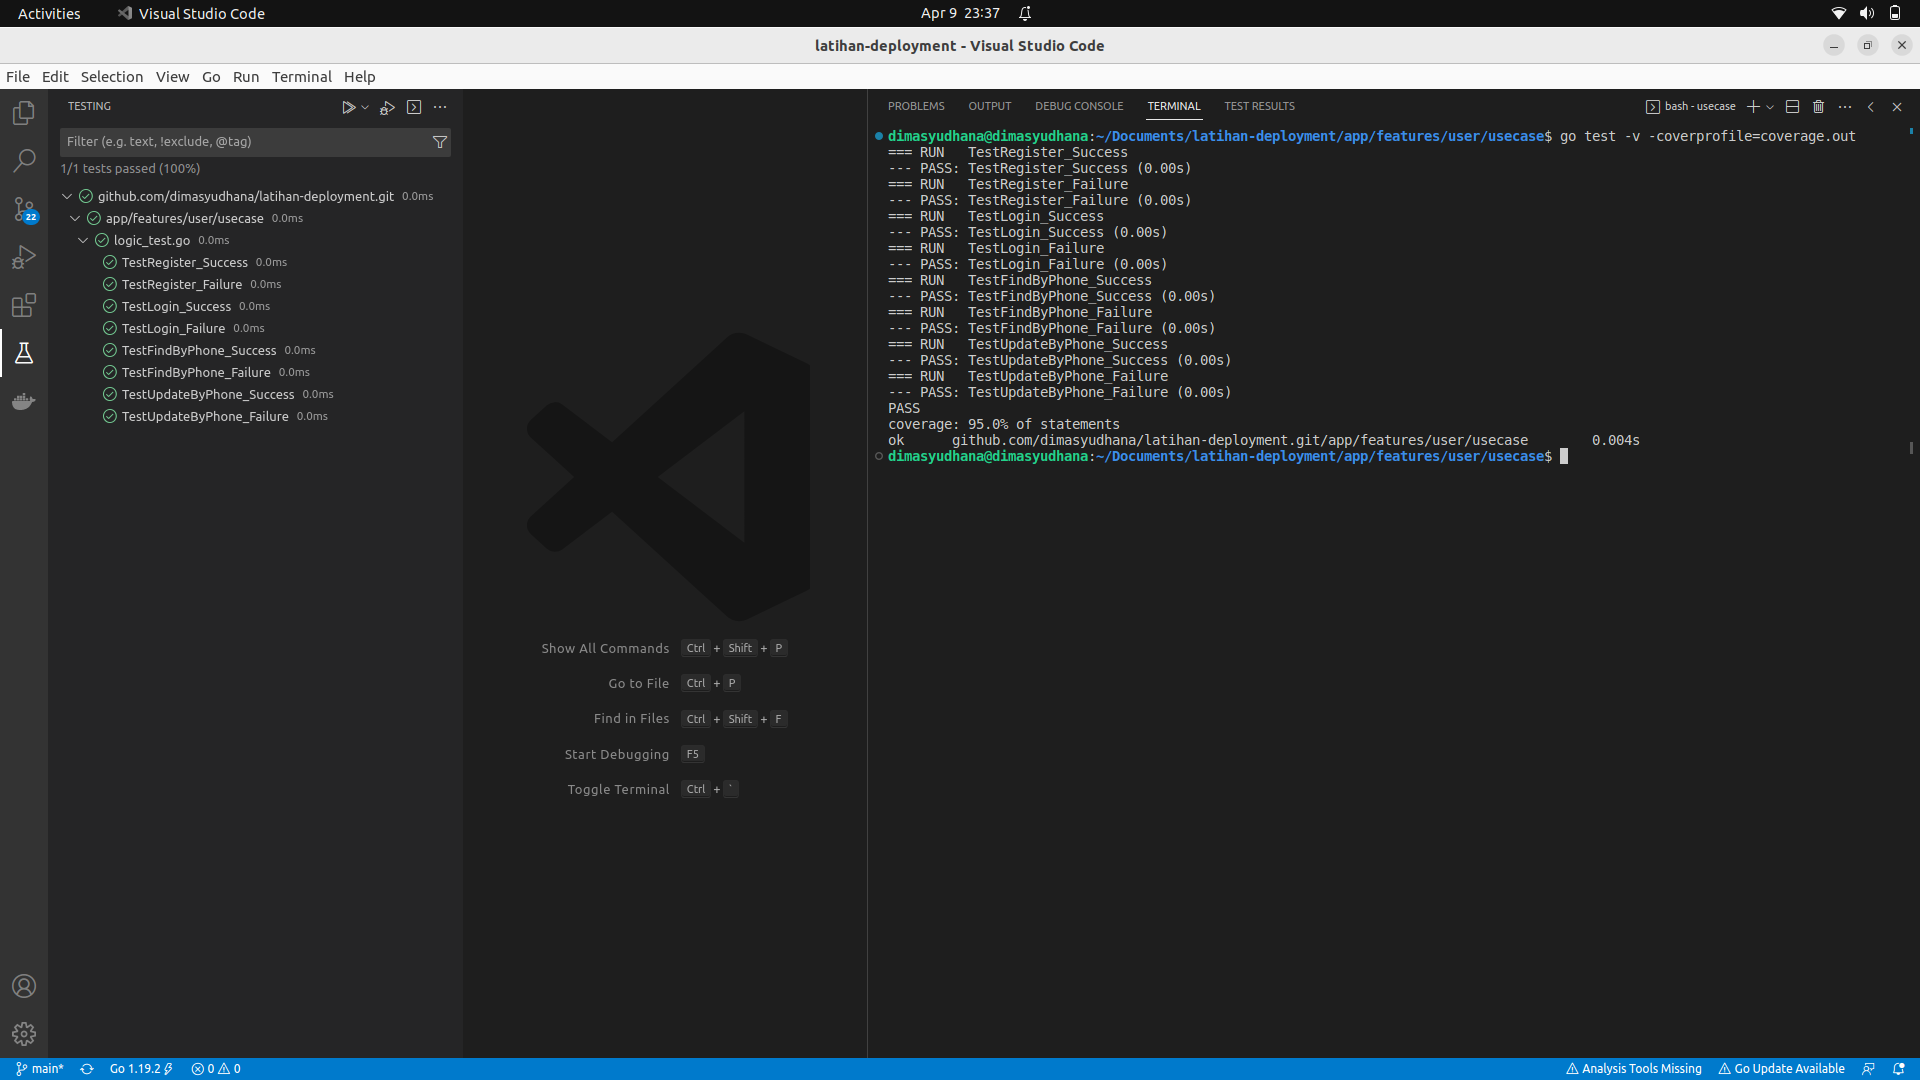 Activities Visual Studio Code Apr 9 23:37
latihan-deployment - Visual Studio Code
File Edit Selection View Go Run Terminal Help
TESTING
Filter (e.g. text, !exclude, @tag)
1/1 tests passed (100%)
github.com/dimasyudhana/latihan-deployment.git 0.0ms
app/features/user/usecase 0.0ms
logic_test.go 0.0ms
TestRegister_Success 0.0ms
TestRegister_Failure 0.0ms
TestLogin_Success 0.0ms
TestLogin_Failure 0.0ms
TestFindByPhone_Success 0.0ms
TestFindByPhone_Failure 0.0ms
TestUpdateByPhone_Success 0.0ms
TestUpdateByPhone_Failure 0.0ms
22
Show All Commands Ctrl + Shift + P
Go to File Ctrl + P
Find in Files Ctrl + Shift + F
Start Debugging F5
Toggle Terminal Ctrl + `
PROBLEMS OUTPUT DEBUG CONSOLE TERMINAL TEST RESULTS bash - usecase
dimasyudhana@dimasyudhana:~/Documents/latihan-deployment/app/features/user/usecase$ go test -v -coverprofile=coverage.out
=== RUN   TestRegister_Success
--- PASS: TestRegister_Success (0.00s)
=== RUN   TestRegister_Failure
--- PASS: TestRegister_Failure (0.00s)
=== RUN   TestLogin_Success
--- PASS: TestLogin_Success (0.00s)
=== RUN   TestLogin_Failure
--- PASS: TestLogin_Failure (0.00s)
=== RUN   TestFindByPhone_Success
--- PASS: TestFindByPhone_Success (0.00s)
=== RUN   TestFindByPhone_Failure
--- PASS: TestFindByPhone_Failure (0.00s)
=== RUN   TestUpdateByPhone_Success
--- PASS: TestUpdateByPhone_Success (0.00s)
=== RUN   TestUpdateByPhone_Failure
--- PASS: TestUpdateByPhone_Failure (0.00s)
PASS
coverage: 95.0% of statements
ok      github.com/dimasyudhana/latihan-deployment.git/app/features/user/usecase        0.004s
dimasyudhana@dimasyudhana:~/Documents/latihan-deployment/app/features/user/usecase$
main* Go 1.19.2 0 0 Analysis Tools Missing Go Update Available